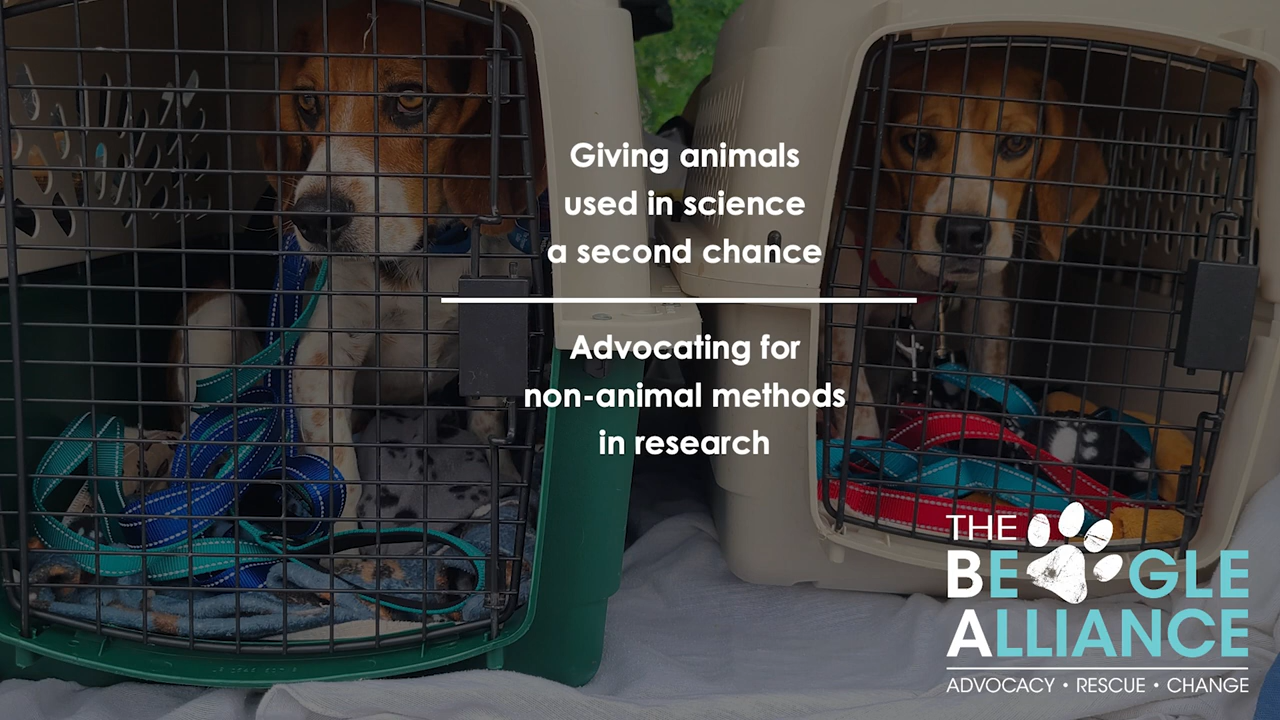 Giving animals
used in science
a second chance
Advocating for
non-animal methods
in research
THE
BEAGLE
ALLIANCE
ADVOCACY • RESCUE • CHANGE